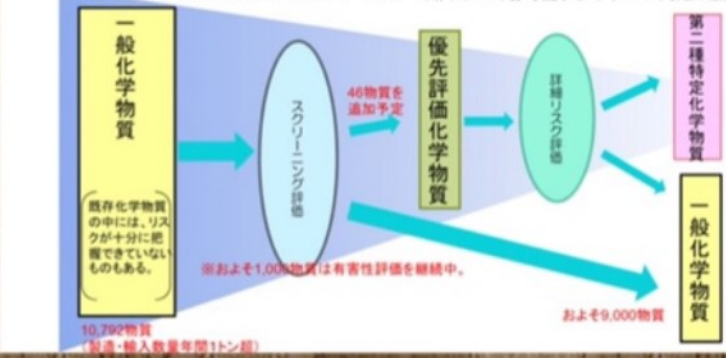 一般化学物質
既存化学物質
の中には、リス
クが十分に把
握できていない
ものもある。
10,792物質
(製造・輸入数量年間1トン超)
スクリーニング評価
46物質を
追加予定
優先評価化学物質
詳細リスク評価
第二種特定化学物質
一般化学物質
※およそ1,000物質は有害性評価を継続中。
およそ9,000物質